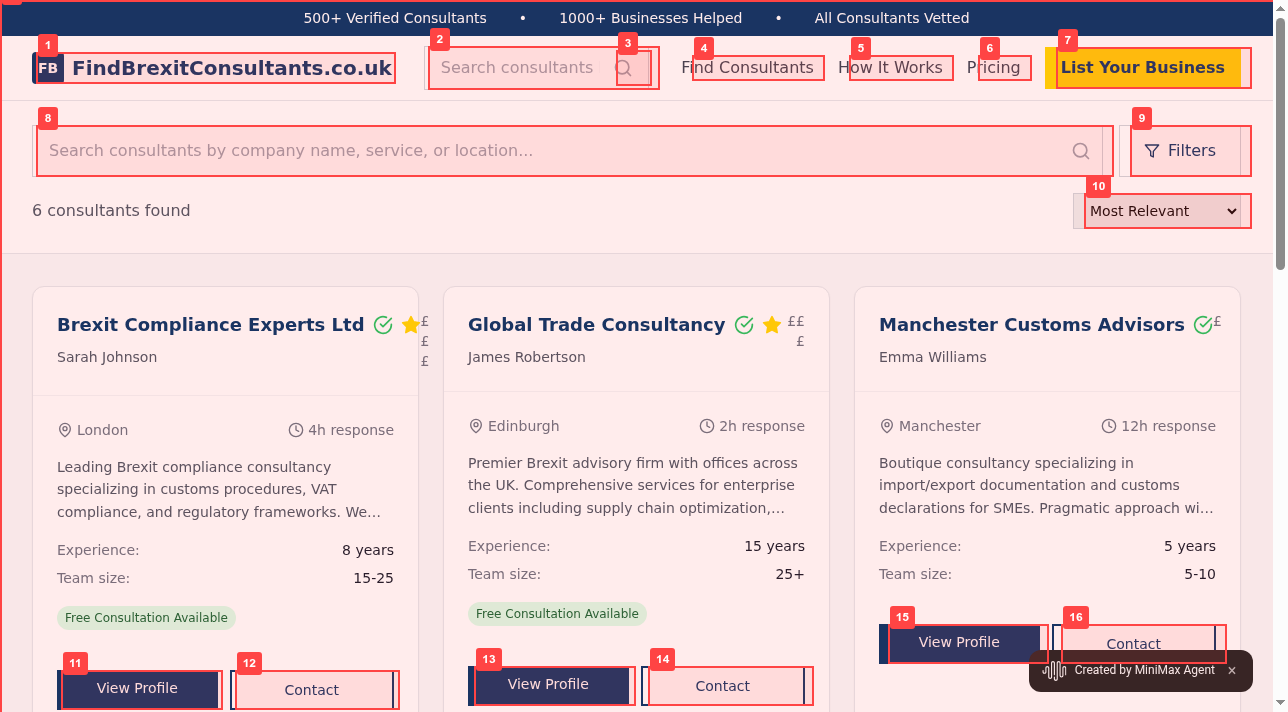 500+ Verified Consultants • 1000+ Businesses Helped • All Consultants Vetted
1 2 3 4 5 6 7
FB FindBrexitConsultants.co.uk Search consultants Find Consultants How It Works Pricing List Your Business
8 9
Search consultants by company name, service, or location... Filters
10
6 consultants found Most Relevant
Brexit Compliance Experts Ltd £
£
£
Sarah Johnson
London 4h response
Leading Brexit compliance consultancy
specializing in customs procedures, VAT
compliance, and regulatory frameworks. We...
Experience: 8 years
Team size: 15-25
Free Consultation Available
11 12
View Profile Contact
Global Trade Consultancy ££
£
James Robertson
Edinburgh 2h response
Premier Brexit advisory firm with offices across
the UK. Comprehensive services for enterprise
clients including supply chain optimization,...
Experience: 15 years
Team size: 25+
Free Consultation Available
13 14
View Profile Contact
Manchester Customs Advisors £
Emma Williams
Manchester 12h response
Boutique consultancy specializing in
import/export documentation and customs
declarations for SMEs. Pragmatic approach wi...
Experience: 5 years
Team size: 5-10
15 16
View Profile Contact
Created by MiniMax Agent ×